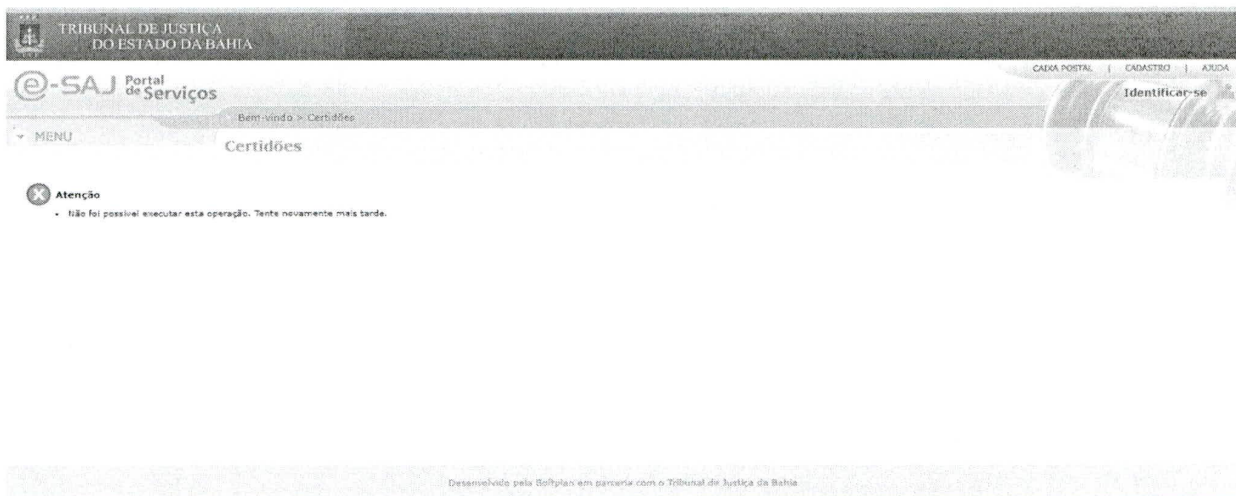 TRIBUNAL DE JUSTIÇA
DO ESTADO DA BAHIA
CAIXA POSTAL | CADASTRO | AJUDA
e-SAJ Portal de Serviços
Identificar-se
Bem-vindo > Certidões
MENU
Certidões
Atenção
• Não foi possível executar esta operação. Tente novamente mais tarde.
Desenvolvido pela Softplan em parceria com o Tribunal de Justiça da Bahia